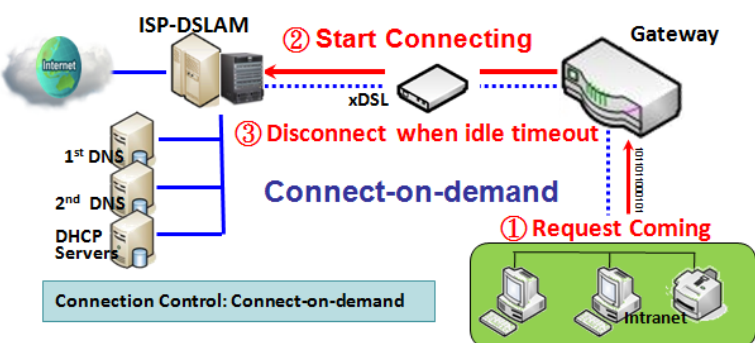 ISP-DSLAM
② Start Connecting
Gateway
Internet
xDSL
③ Disconnect when idle timeout
1st DNS
2nd DNS
DHCP
Servers
Connect-on-demand
101101000101
① Request Coming
Intranet
Connection Control: Connect-on-demand